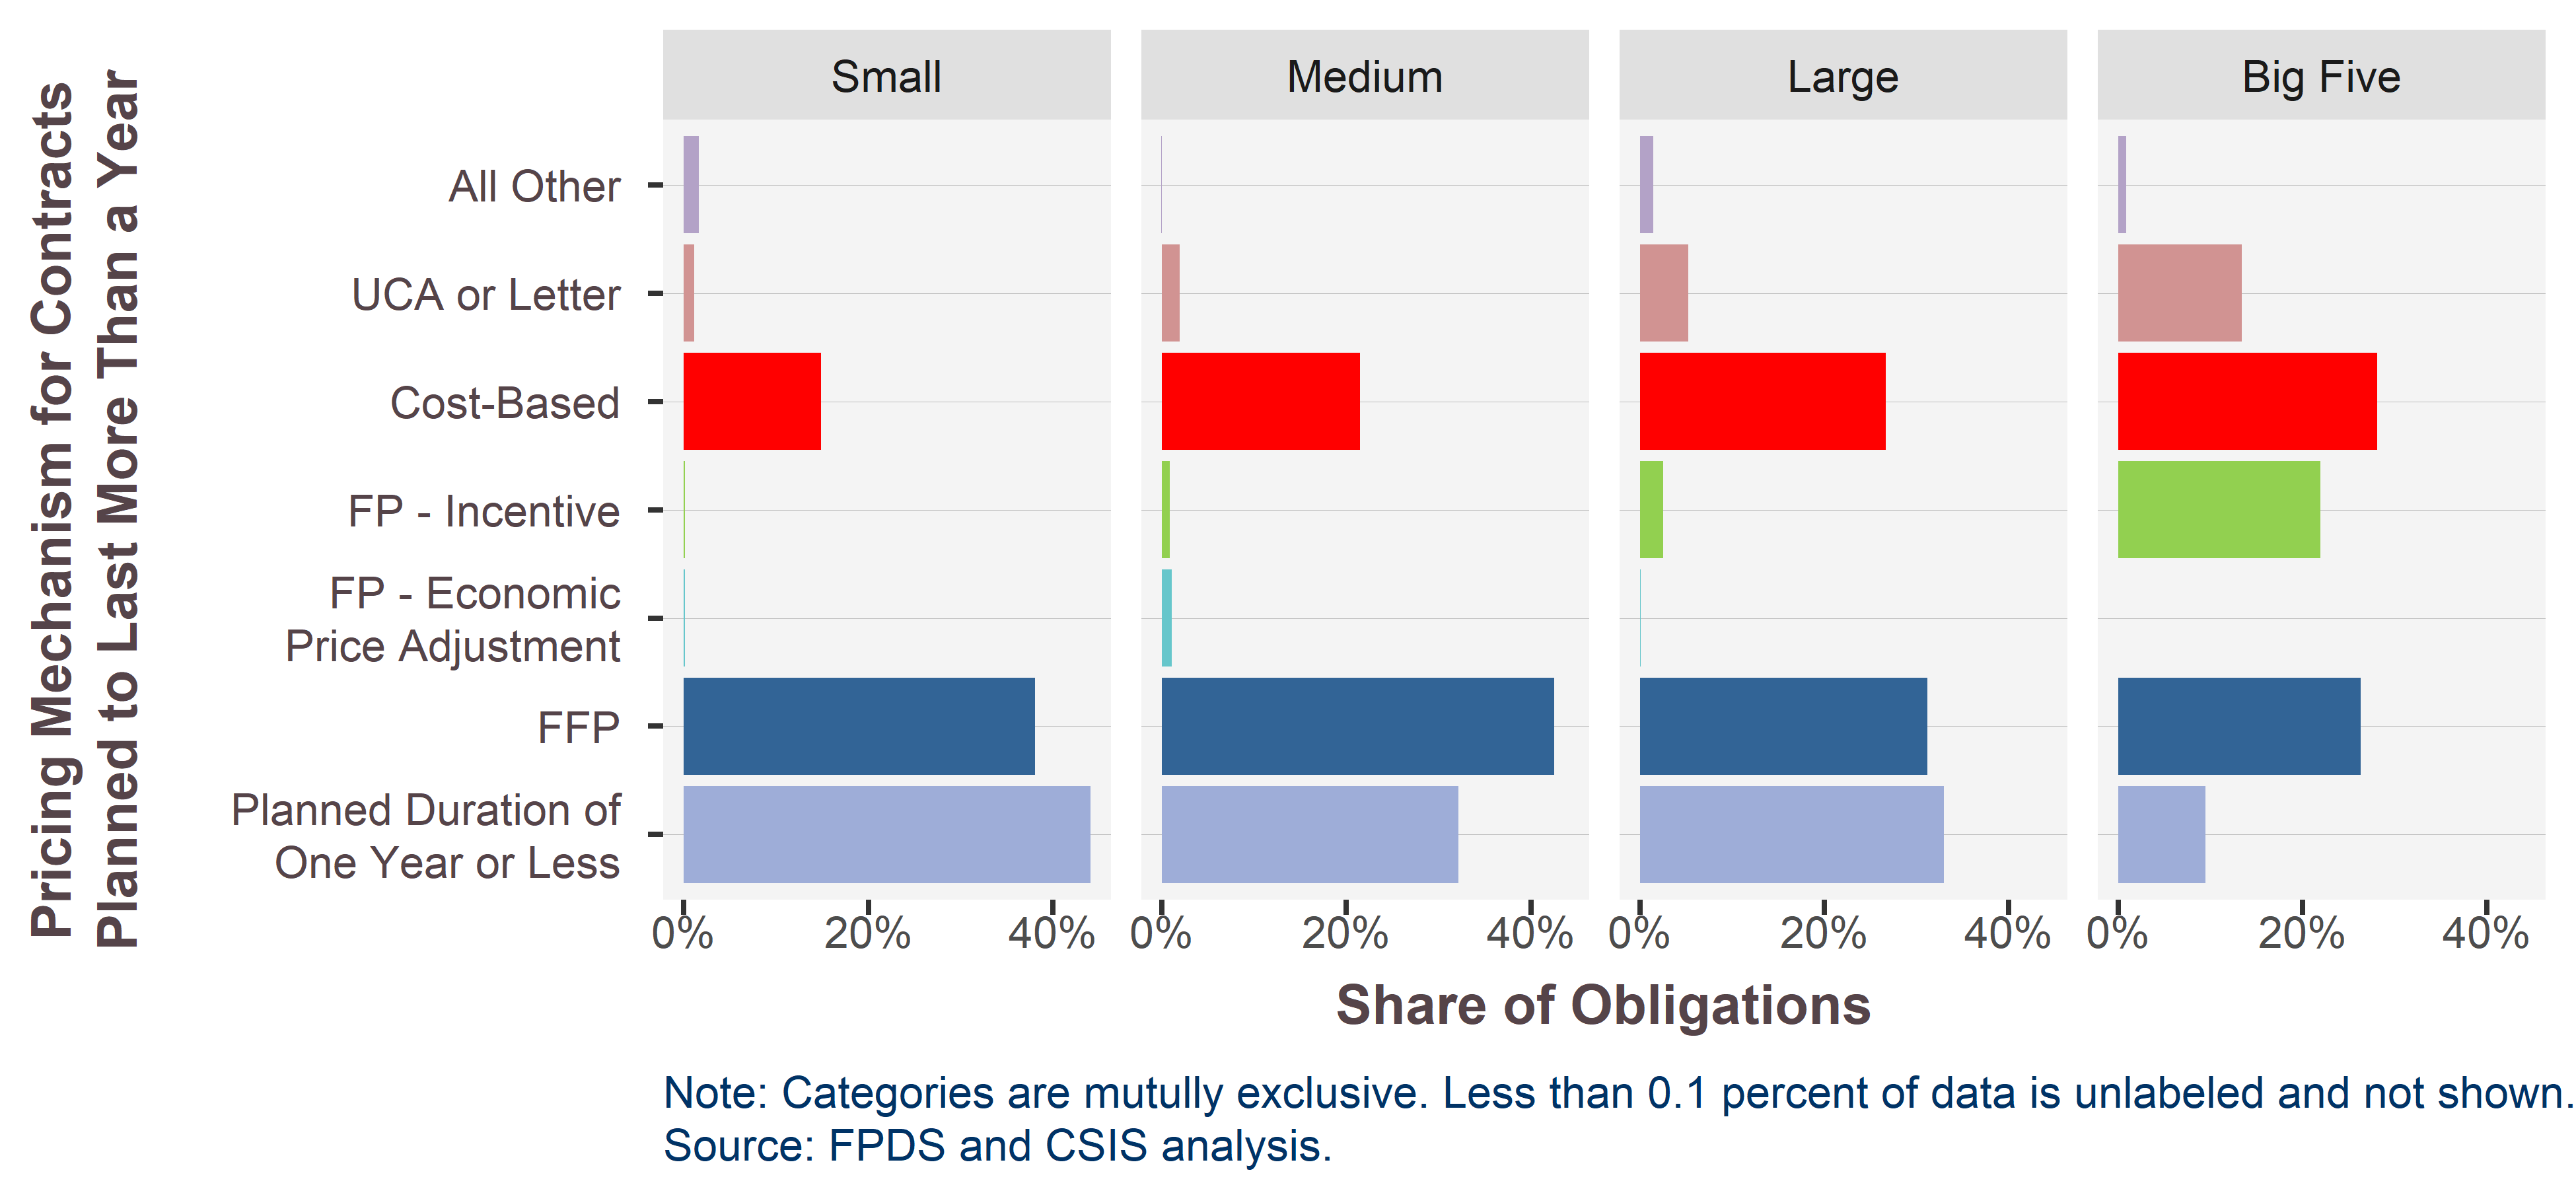 Pricing Mechanism for Contracts
Planned to Last More Than a Year
Small
Medium
Large
Big Five
All Other
UCA or Letter
Cost-Based
FP - Incentive
FP - Economic
Price Adjustment
FFP
Planned Duration of
One Year or Less
0% 20% 40%
0% 20% 40%
0% 20% 40%
0% 20% 40%
Share of Obligations
Note: Categories are mutully exclusive. Less than 0.1 percent of data is unlabeled and not shown.
Source: FPDS and CSIS analysis.